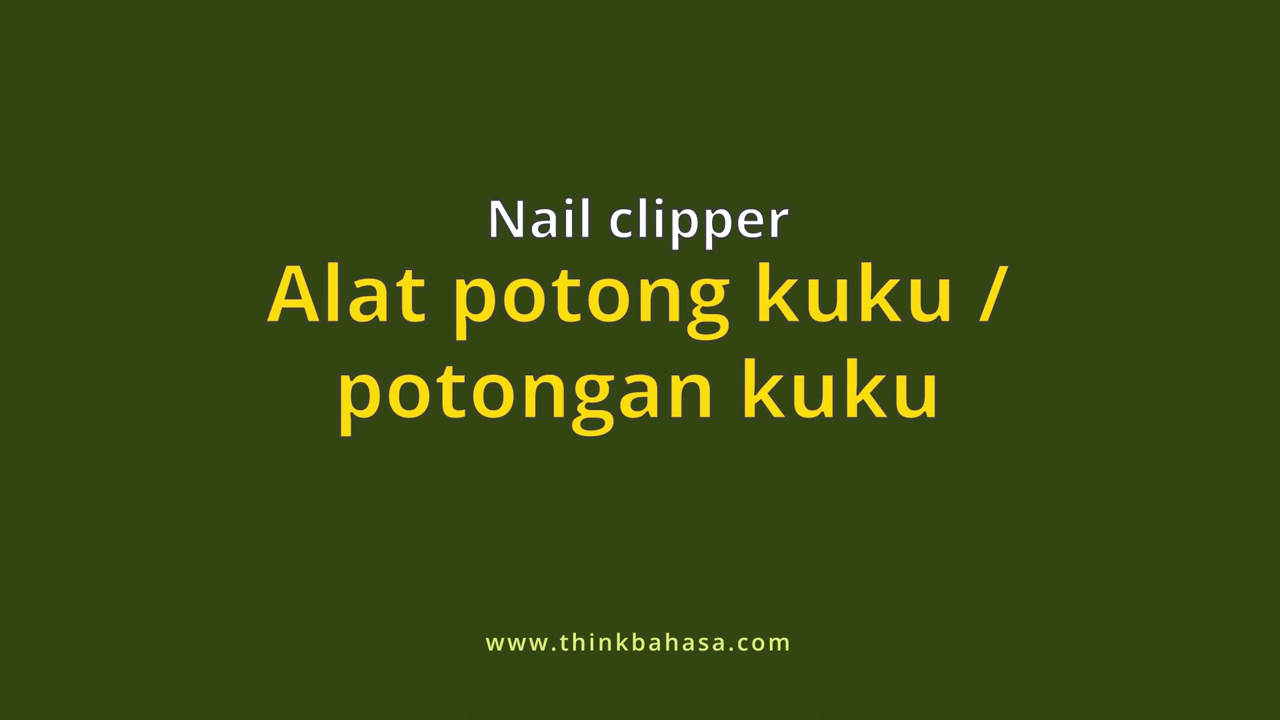 Nail clipper
Alat potong kuku /
potongan kuku
www.thinkbahasa.com